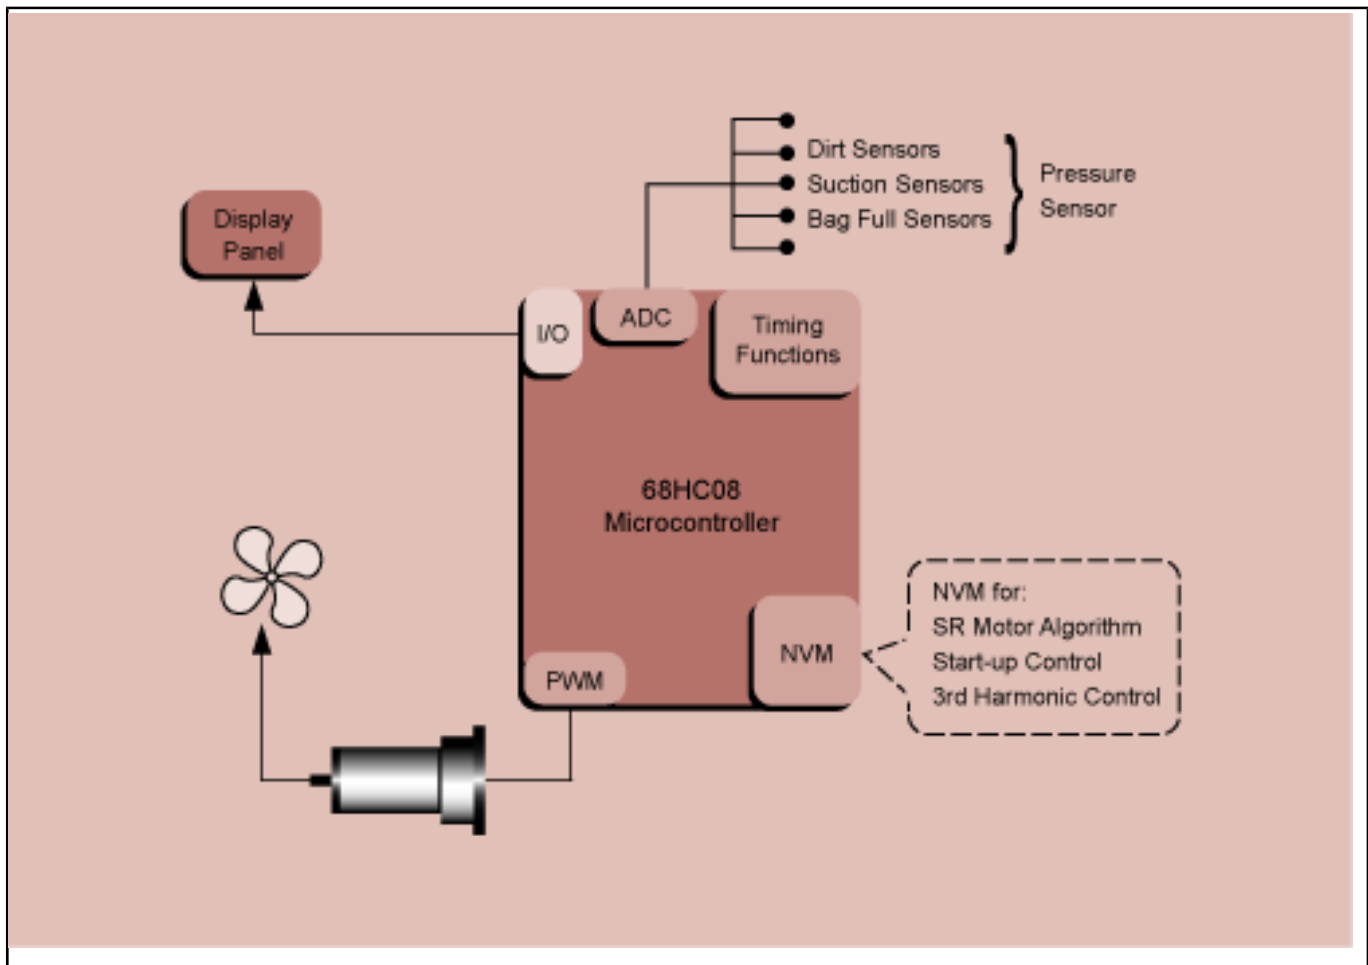 Dirt Sensors
Suction Sensors
Bag Full Sensors
Pressure
Sensor
Display
Panel
I/O
ADC
Timing
Functions
68HC08
Microcontroller
NVM for:
SR Motor Algorithm
Start-up Control
3rd Harmonic Control
NVM
PWM